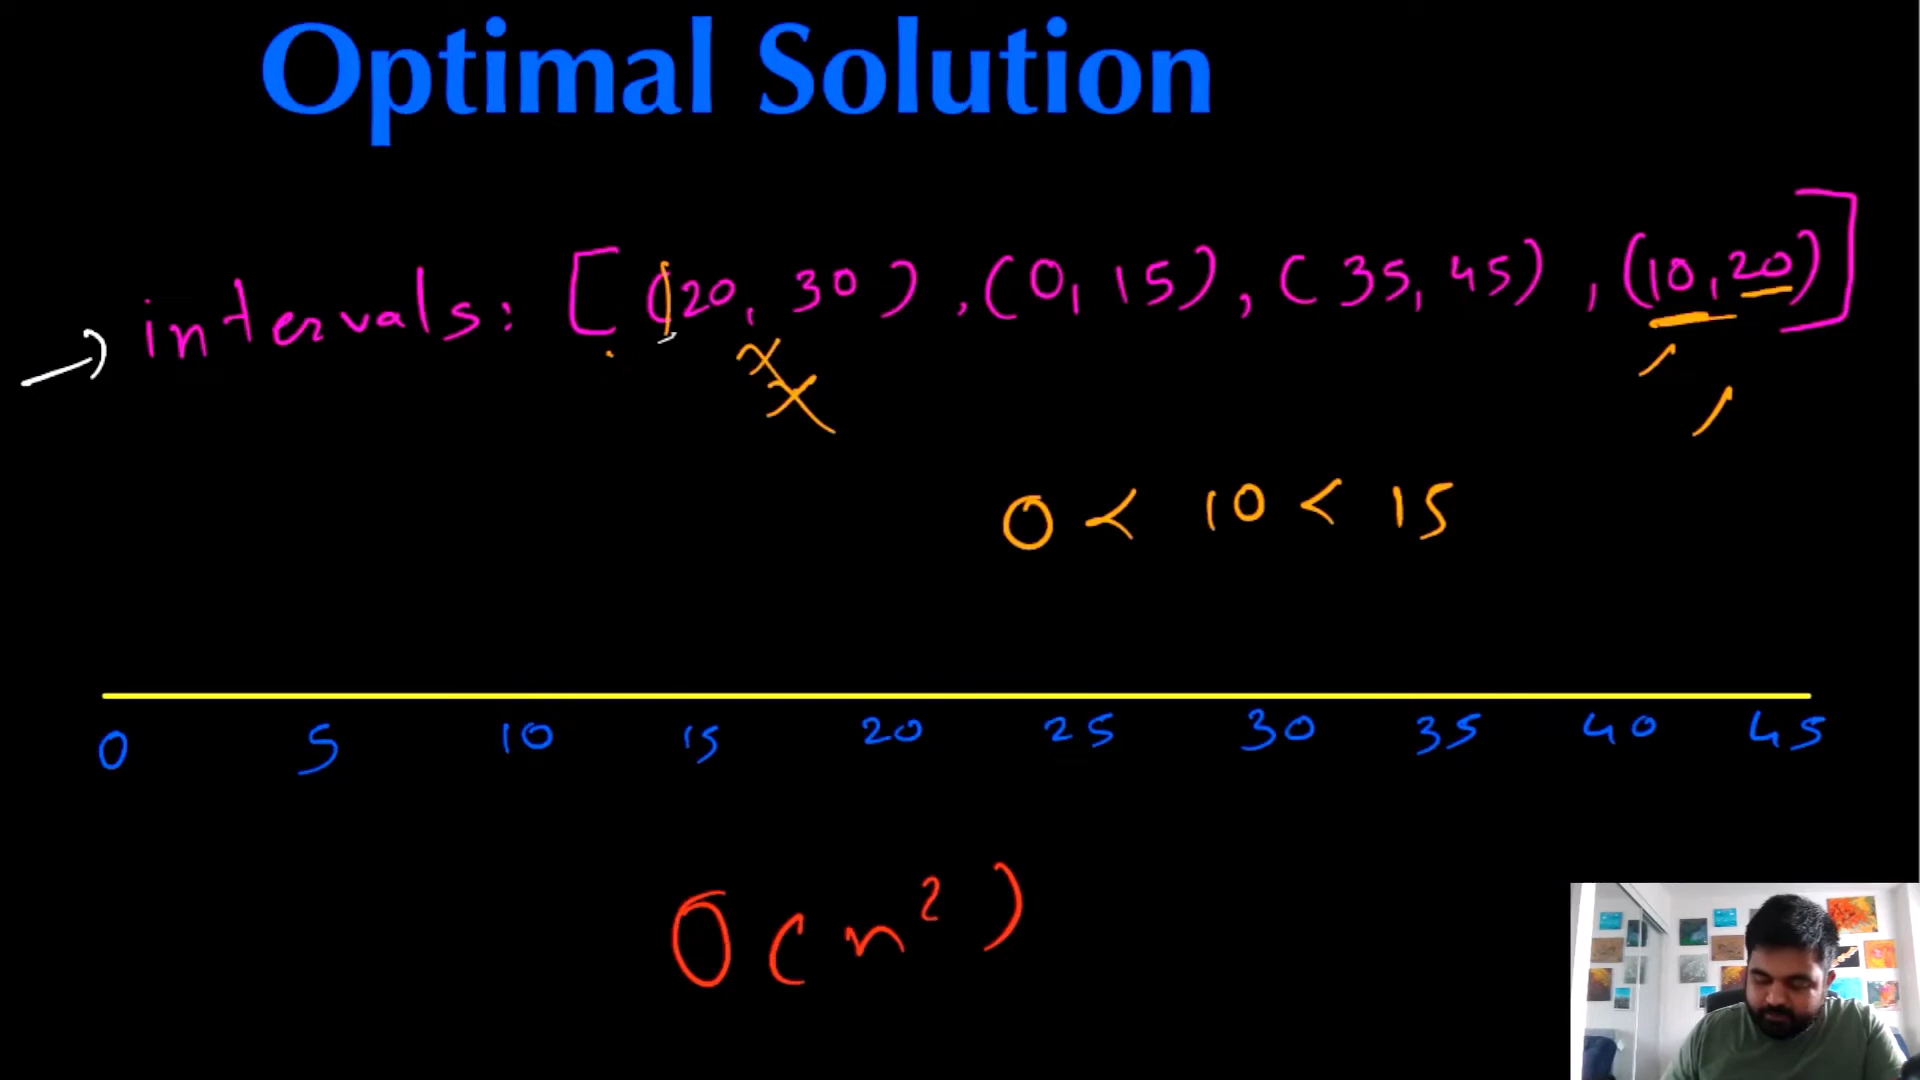 Optimal Solution
intervals: [(20, 30), (0, 15), (35, 45), (10, 20)]
0 < 10 < 15
0 5 10 15 20 25 30 35 40 45
O(n²)